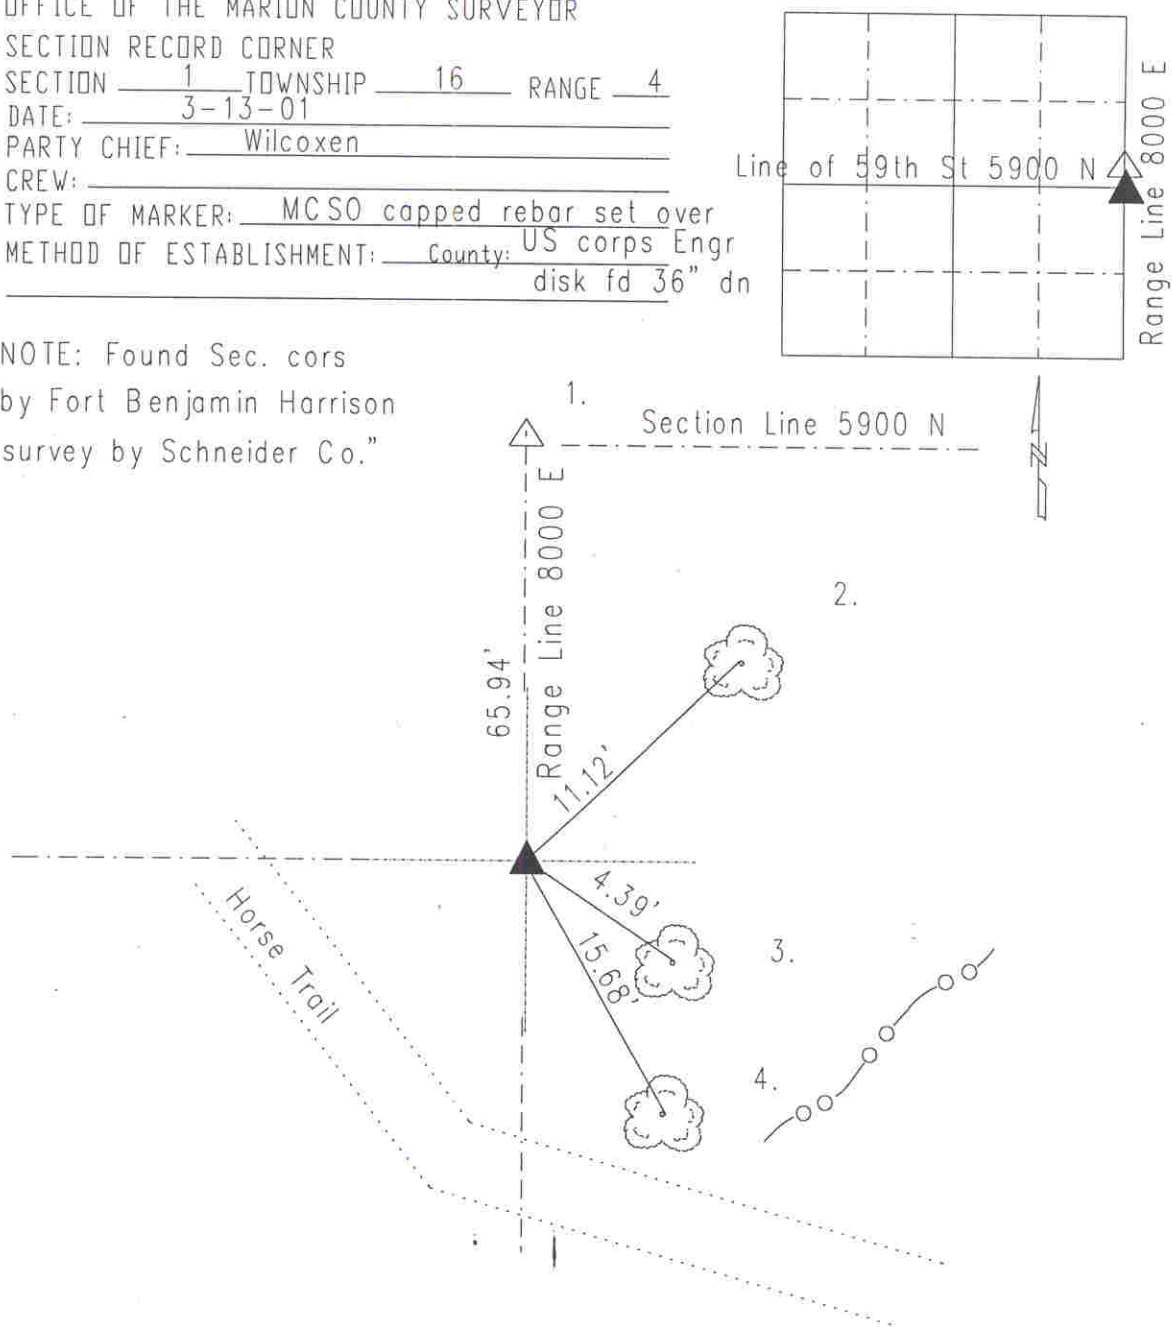 OFFICE OF THE MARION COUNTY SURVEYOR
SECTION RECORD CORNER
SECTION 1 TOWNSHIP 16 RANGE 4
DATE: 3-13-01
PARTY CHIEF: Wilcoxen
CREW:
TYPE OF MARKER: MCSO capped rebar set over
METHOD OF ESTABLISHMENT: County: US corps Engr
disk fd 36" dn
Line of 59th St 5900 N
Range Line 8000 E
NOTE: Found Sec. cors
by Fort Benjamin Harrison
survey by Schneider Co."
1.
Section Line 5900 N
N
Range Line 8000 E
65.94'
2.
11.12'
4.39'
3.
15.68'
4.
Horse Trail